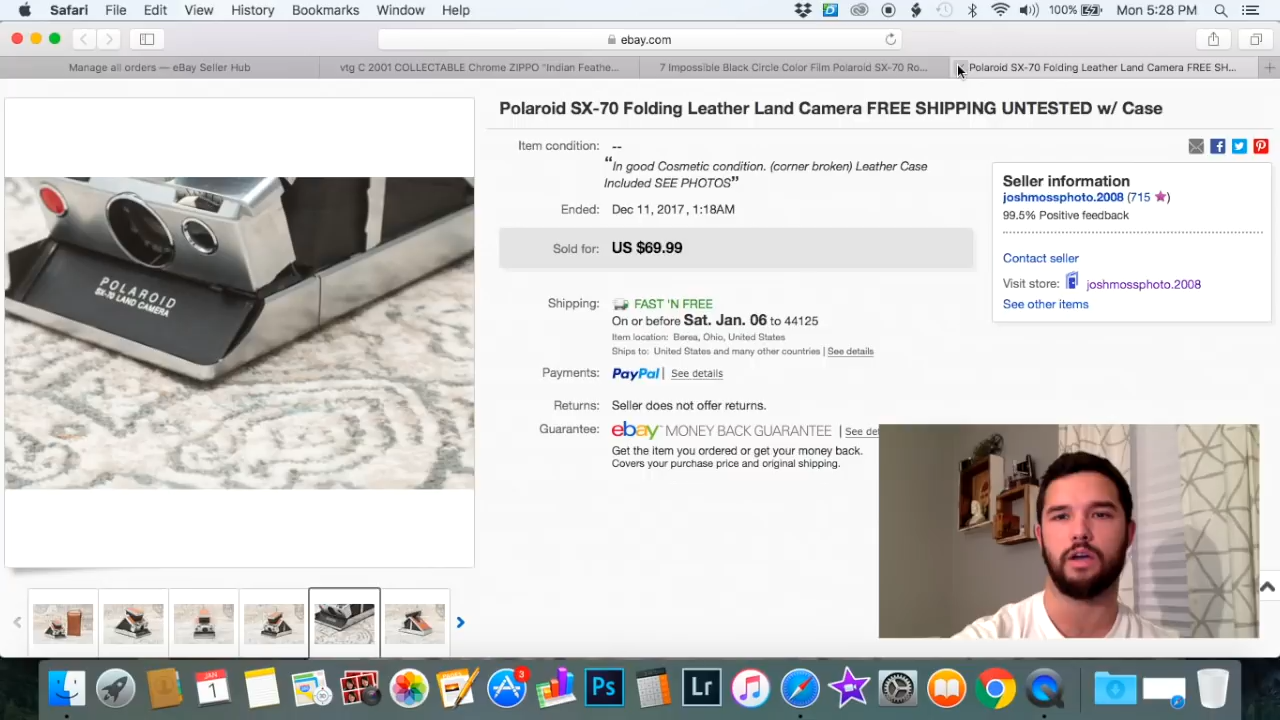 Safari File Edit View History Bookmarks Window Help 100% Mon 5:28 PM
ebay.com
Manage all orders — eBay Seller Hub vtg C 2001 COLLECTABLE Chrome ZIPPO "Indian Feathe... 7 Impossible Black Circle Color Film Polaroid SX-70 Ro... Polaroid SX-70 Folding Leather Land Camera FREE SH...
Polaroid SX-70 Folding Leather Land Camera FREE SHIPPING UNTESTED w/ Case
Item condition: --
“In good Cosmetic condition. (corner broken) Leather Case
Included SEE PHOTOS”
Ended: Dec 11, 2017 , 1:18AM
Sold for: US $69.99
Shipping: FAST 'N FREE
On or before Sat. Jan. 06 to 44125
Item location: Berea, Ohio, United States
Ships to: United States and many other countries | See details
Payments: PayPal | See details
Returns: Seller does not offer returns.
Guarantee: ebay MONEY BACK GUARANTEE | See det
Get the item you ordered or get your money back.
Covers your purchase price and original shipping.
Seller information
joshmossphoto.2008 (715 )
99.5% Positive feedback
Contact seller
Visit store: joshmossphoto.2008
See other items
POLAROID
SX-70 LAND CAMERA
JAN
1
3
Ps
Lr